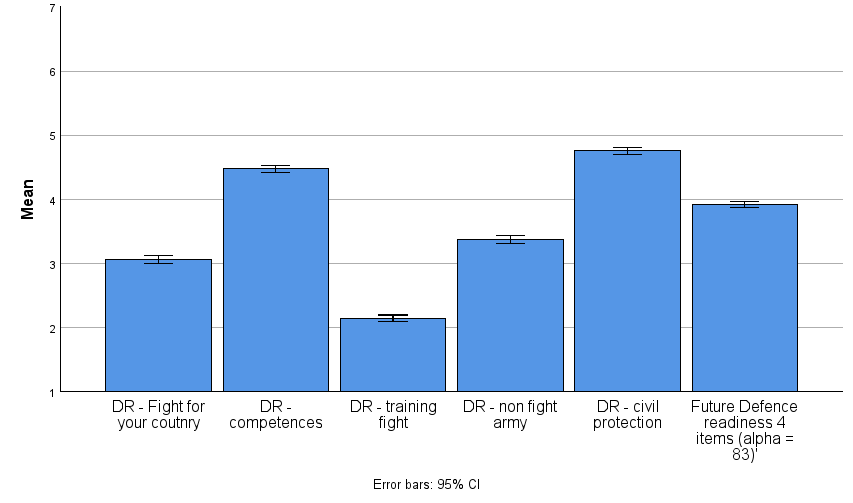 7
6
5
4
3
2
1
Mean
DR - Fight for
your coutnry
DR -
competences
DR - training
fight
DR - non fight
army
DR - civil
protection
Future Defence
readiness 4
items (alpha =
83)'
Error bars: 95% CI